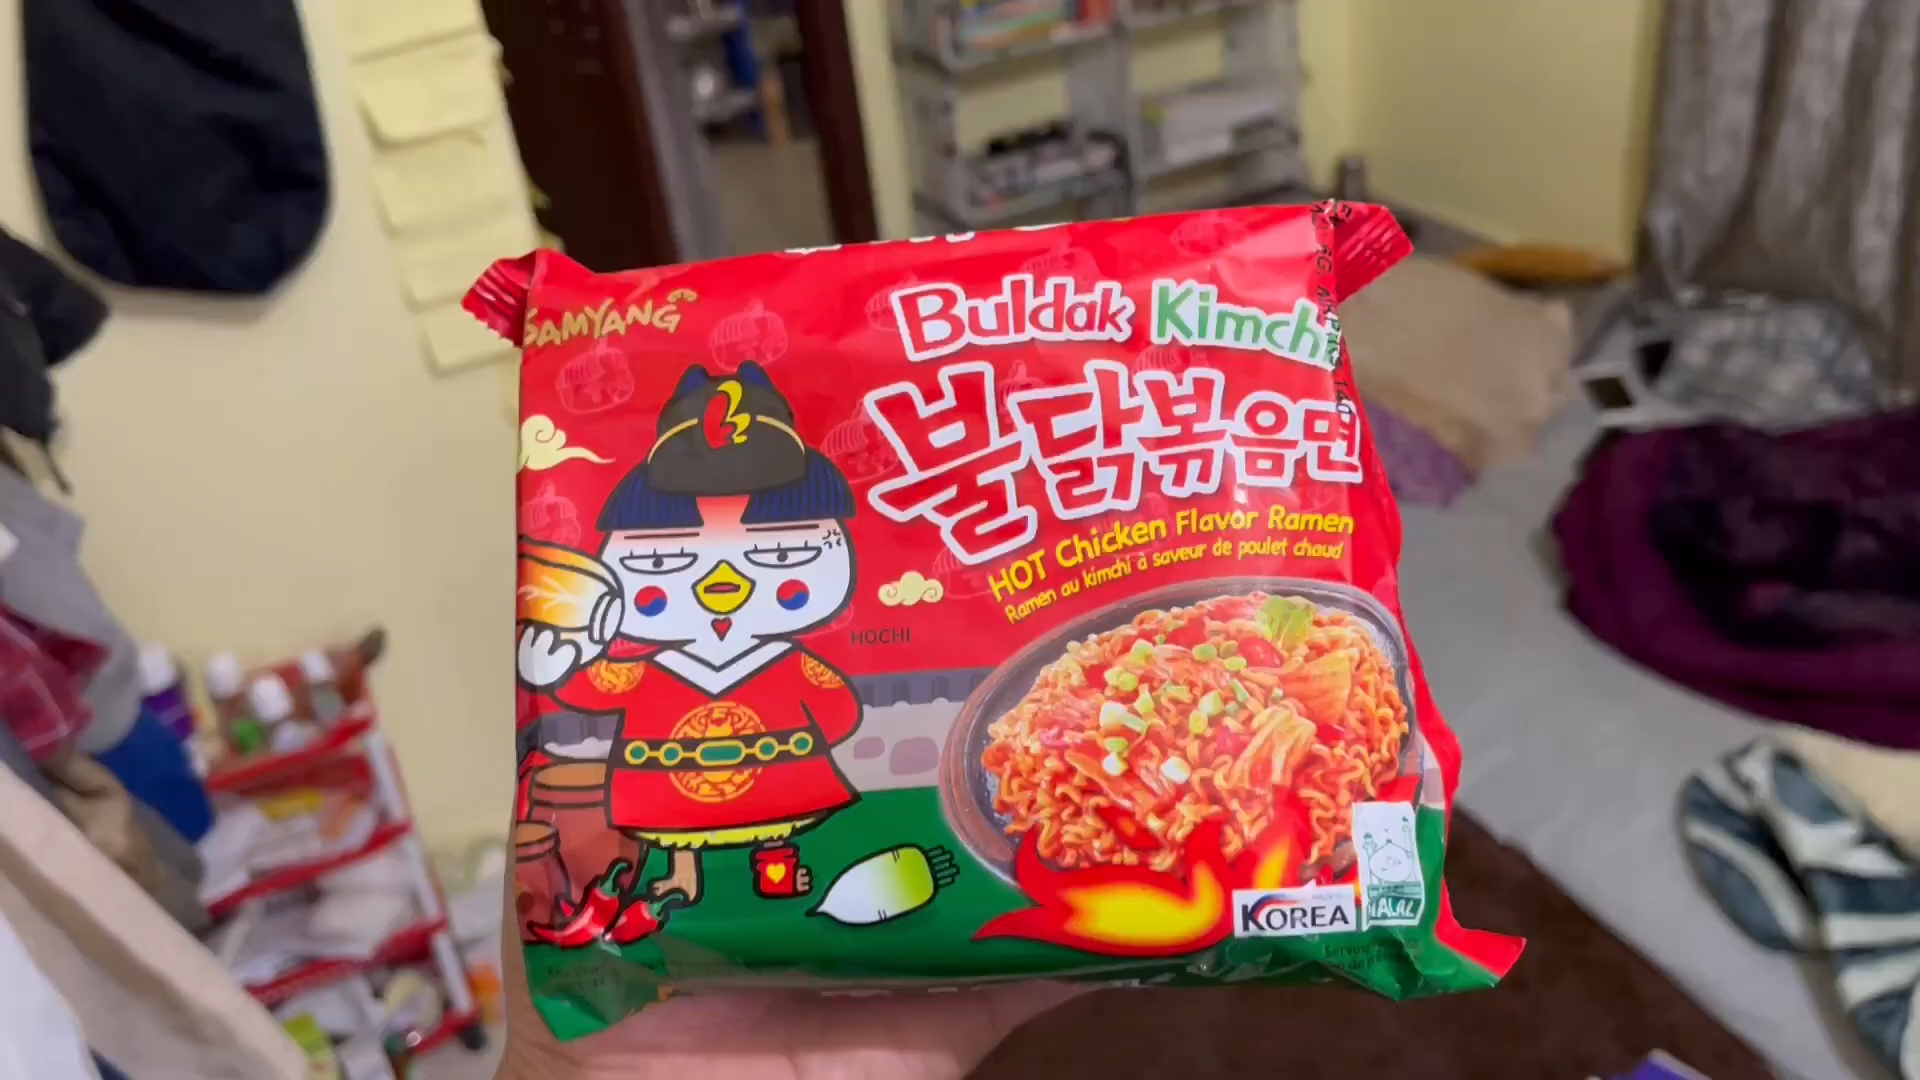 SAMYANG
Buldak Kimchi
불닭볶음면
HOT Chicken Flavor Ramen
Ramen au kimchi à saveur de poulet chaud
HOCHI
KOREA
HALAL